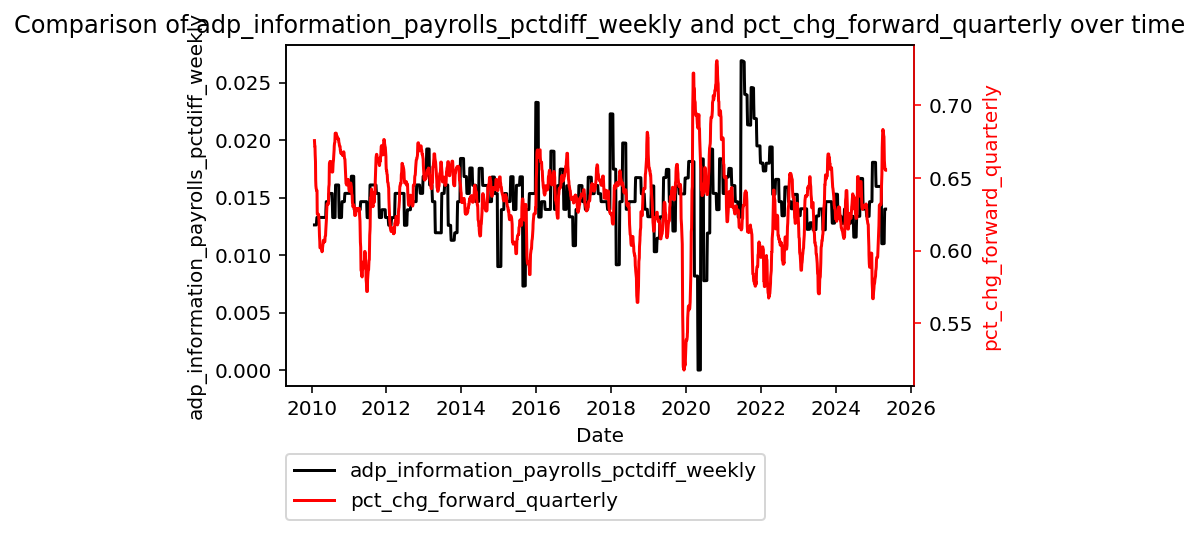 Comparison of adp_information_payrolls_pctdiff_weekly and pct_chg_forward_quarterly over time
adp_information_payrolls_pctdiff_weekly
0.025
0.020
0.015
0.010
0.005
0.000
0.70
0.65
0.60
0.55
pct_chg_forward_quarterly
2010 2012 2014 2016 2018 2020 2022 2024 2026
Date
adp_information_payrolls_pctdiff_weekly
pct_chg_forward_quarterly